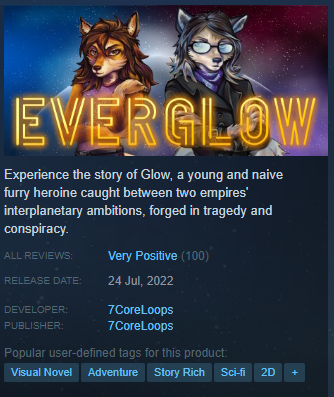 EVERGLOW
Experience the story of Glow, a young and naive
furry heroine caught between two empires'
interplanetary ambitions, forged in tragedy and
conspiracy.
ALL REVIEWS: Very Positive (100)
RELEASE DATE: 24 Jul, 2022
DEVELOPER: 7CoreLoops
PUBLISHER: 7CoreLoops
Popular user-defined tags for this product:
Visual Novel Adventure Story Rich Sci-fi 2D +